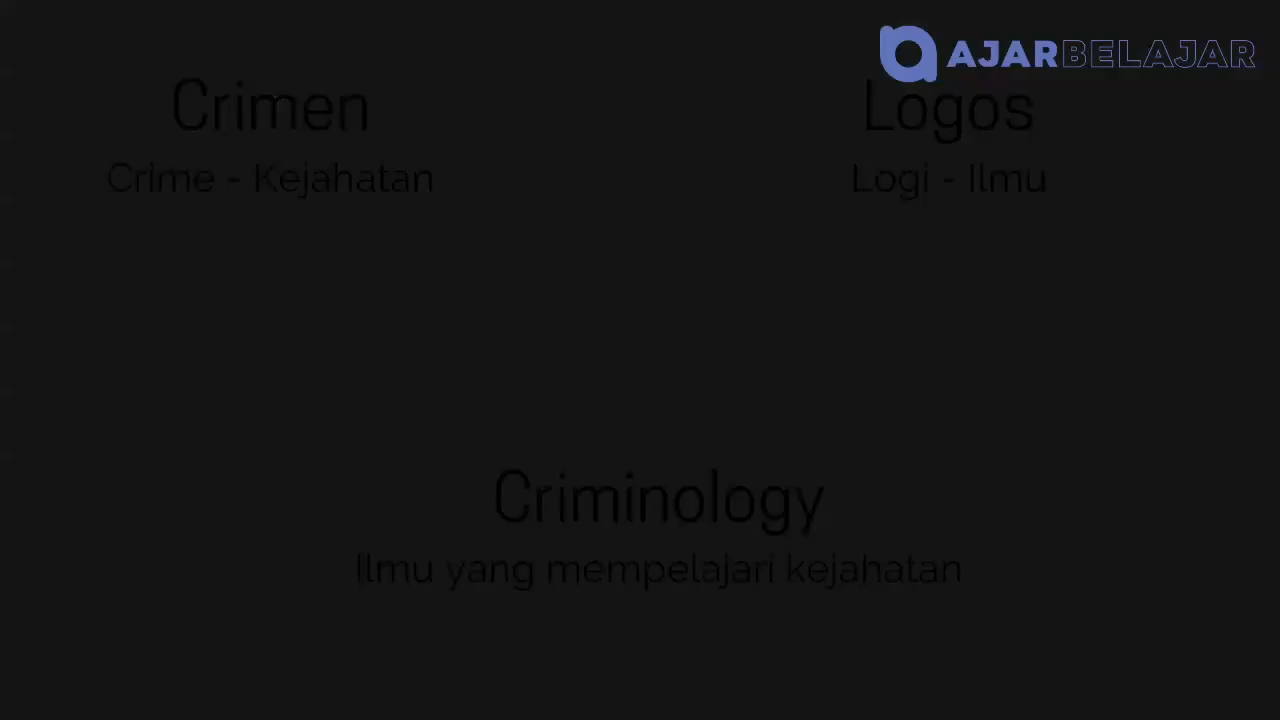 AJARBELAJAR
Crimen
Crime - Kejahatan
Logos
Logi - Ilmu
Criminology
Ilmu yang mempelajari kejahatan